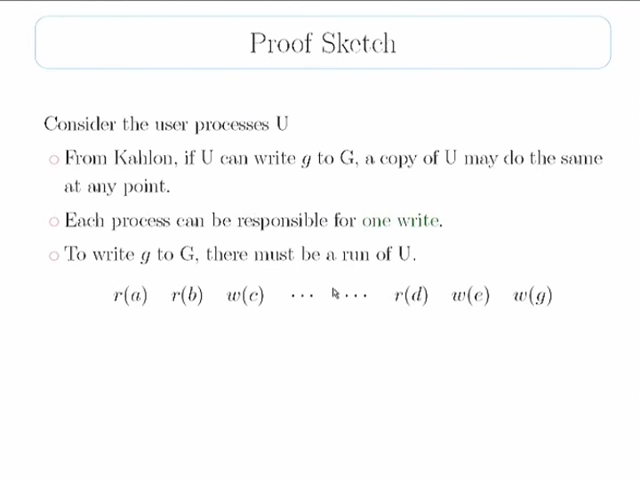 Proof Sketch
Consider the user processes U
○ From Kahlon, if U can write g to G, a copy of U may do the same
at any point.
○ Each process can be responsible for one write.
○ To write g to G, there must be a run of U.
r(a) r(b) w(c) ··· ··· r(d) w(e) w(g)